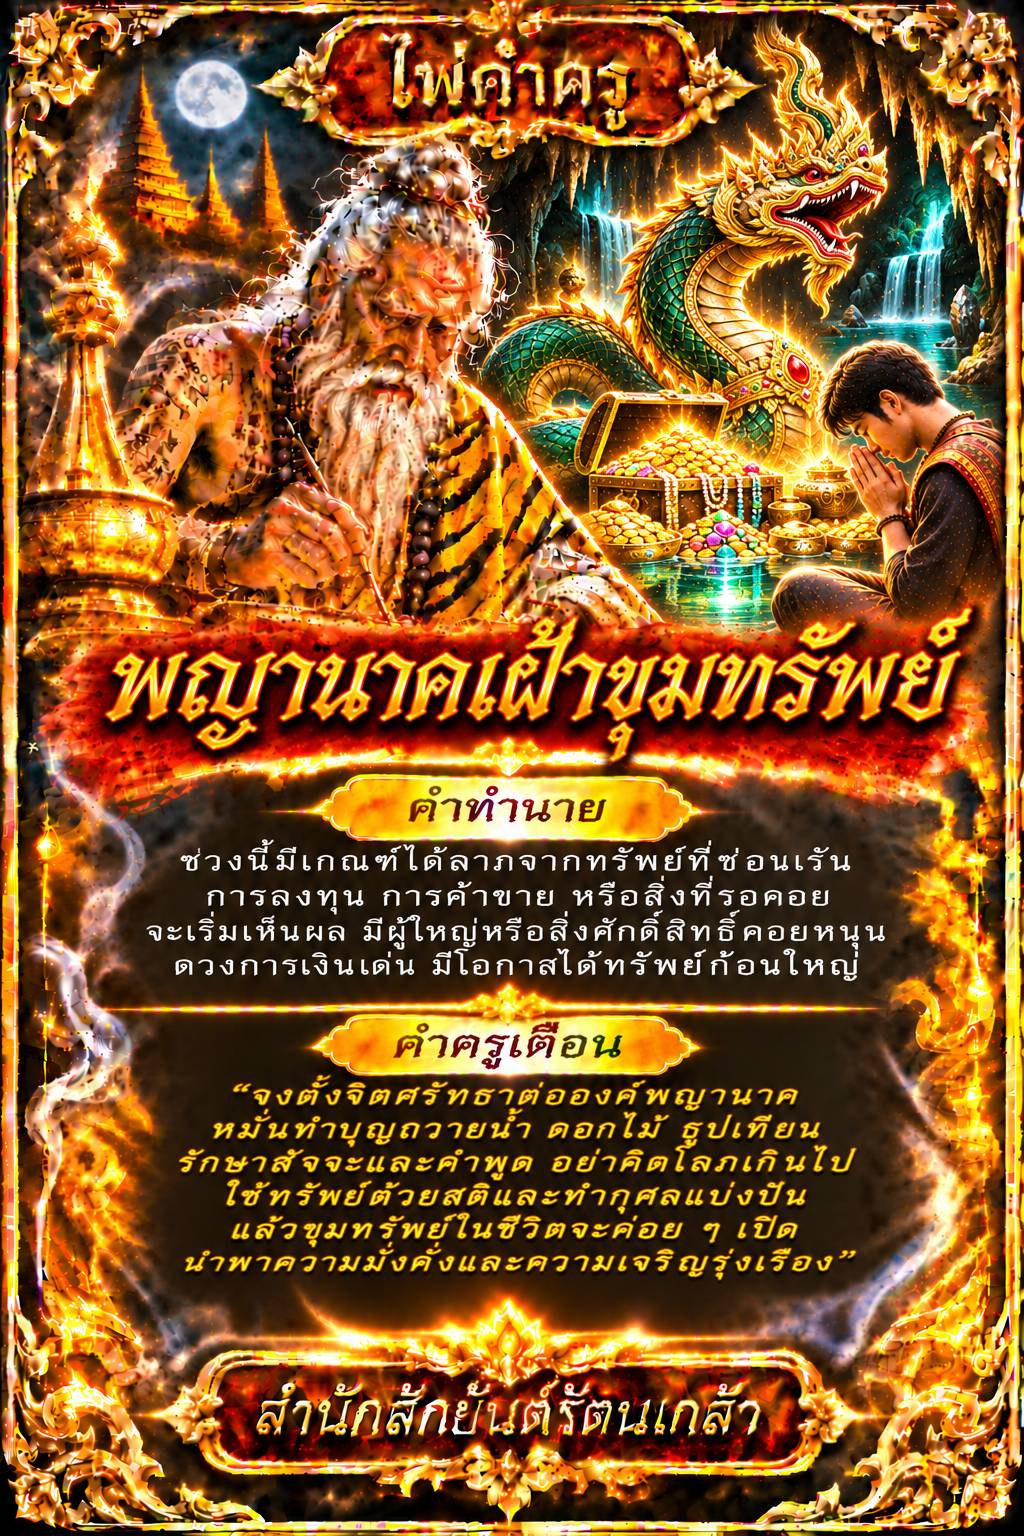 ไพ่คำครู
พญานาคเฝ้าขุมทรัพย์
คำทำนาย
ช่วงนี้มีเกณฑ์ได้ลาภจากทรัพย์ที่ซ่อนเร้น
การลงทุน การค้าขาย หรือสิ่งที่รอคอย
จะเริ่มเห็นผล มีผู้ใหญ่หรือสิ่งศักดิ์สิทธิ์คอยหนุน
ดวงการเงินเด่น มีโอกาสได้ทรัพย์ก้อนใหญ่
คำครูเตือน
“จงตั้งจิตศรัทธาต่อองค์พญานาค
หมั่นทำบุญถวายน้ำ ดอกไม้ ธูปเทียน
รักษาสัจจะและคำพูด อย่าคิดโลภเกินไป
ใช้ทรัพย์ด้วยสติและทำกุศลแบ่งปัน
แล้วขุมทรัพย์ในชีวิตจะค่อย ๆ เปิด
นำพาความมั่งคั่งและความเจริญรุ่งเรือง”
สำนักสักยันต์รัตนเกล้า